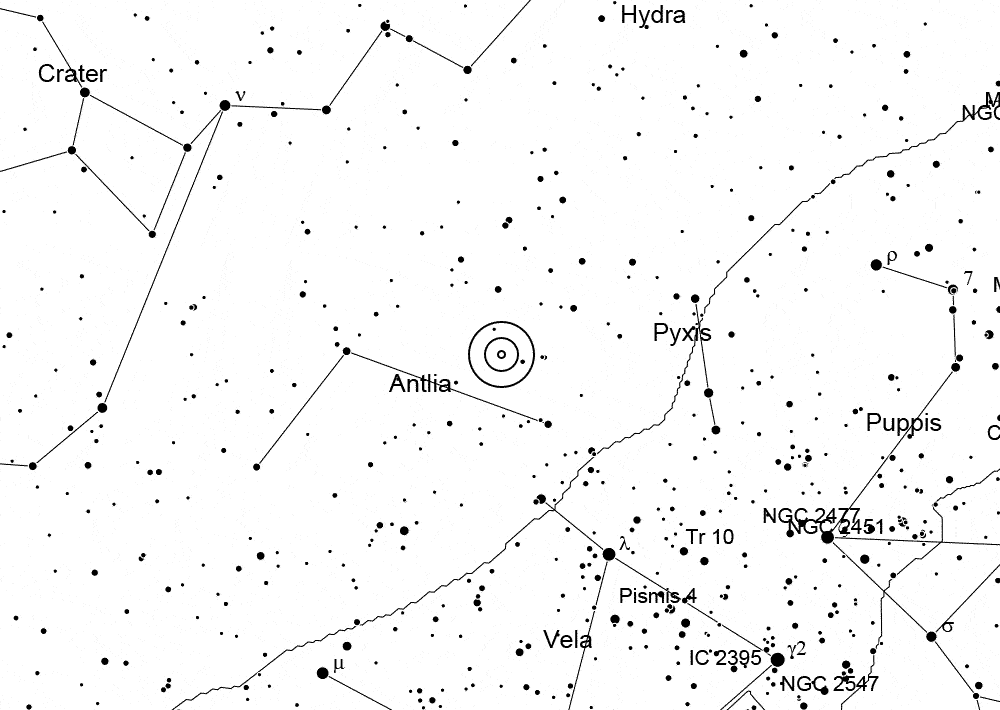 Hydra
Crater
ν
M
NGC
ρ
7
M
Pyxis
Antlia
Puppis
C
NGC 2477
NGC 2451
Tr 10
λ
Pismis 4
σ
Vela
IC 2395
γ2
μ
NGC 2547